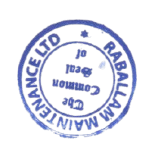 RABALLAM MAINTENANCE LTD
*
The
Common
Seal
of